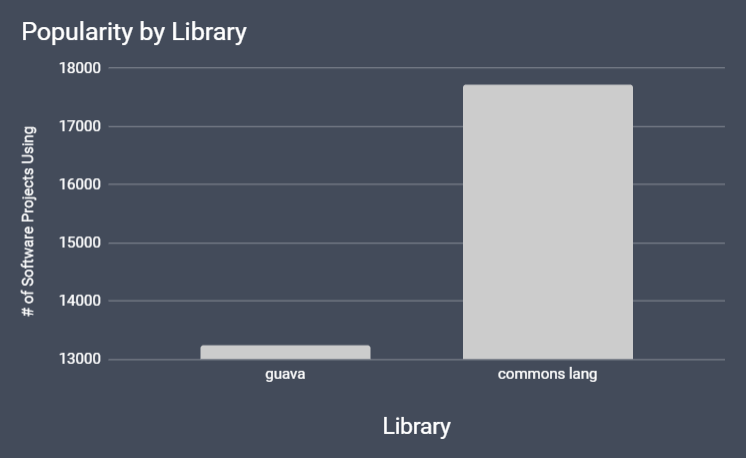 Popularity by Library
# of Software Projects Using
18000
17000
16000
15000
14000
13000
guava
commons lang
Library